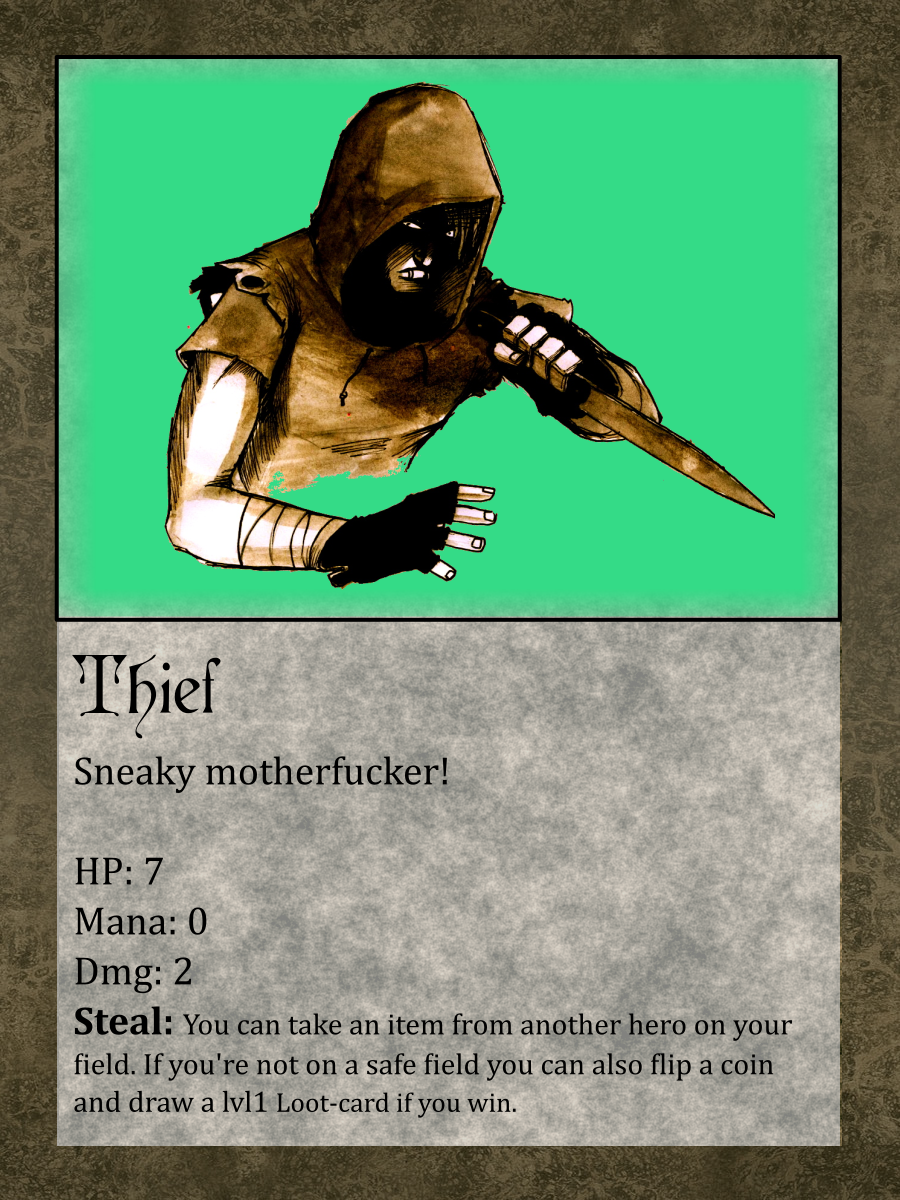 Thief
Sneaky motherfucker!
HP: 7
Mana: 0
Dmg: 2
Steal: You can take an item from another hero on your
field. If you're not on a safe field you can also flip a coin
and draw a lvl1 Loot-card if you win.